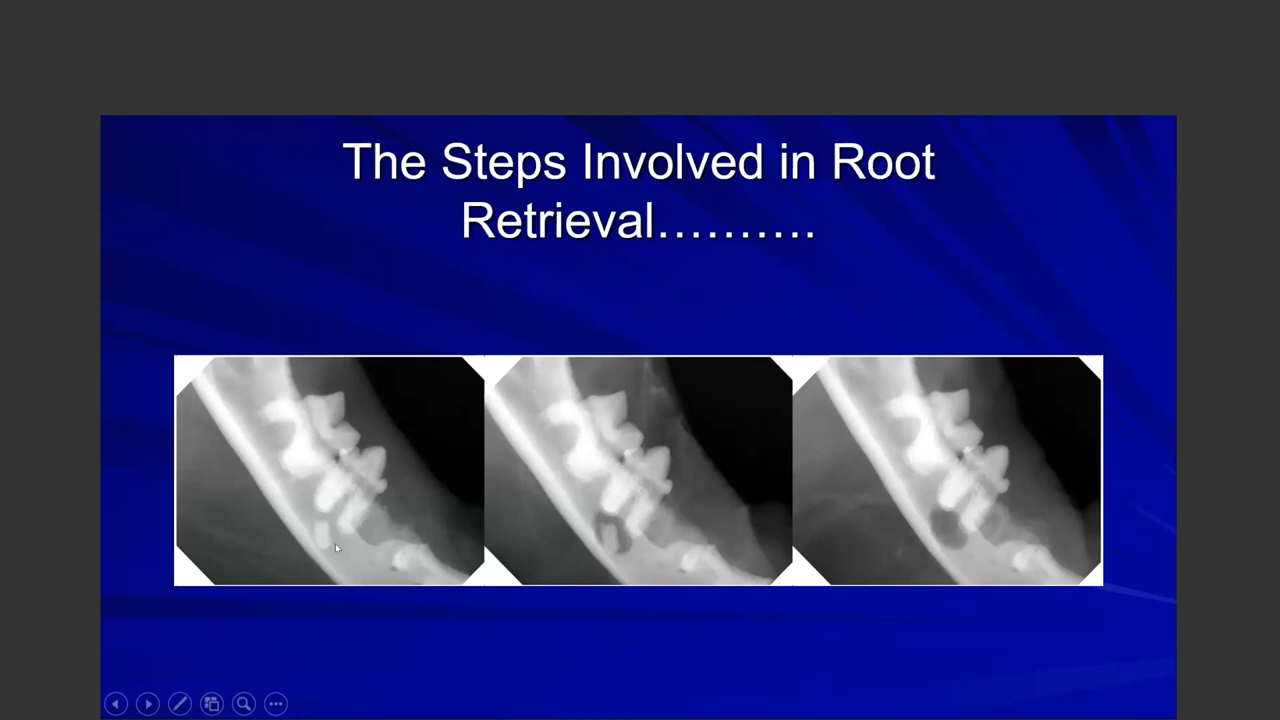 The Steps Involved in Root
Retrieval……….